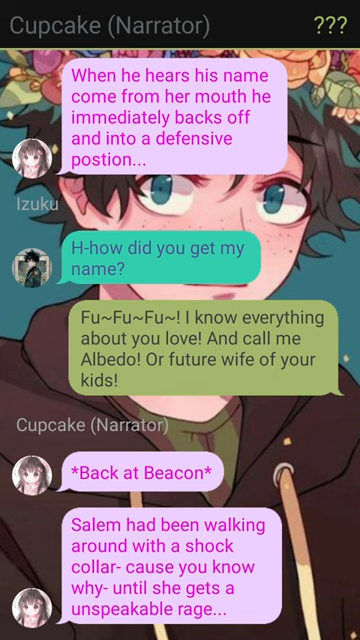 Cupcake (Narrator) ???
When he hears his name
come from her mouth he
immediately backs off
and into a defensive
postion...
Izuku
H-how did you get my
name?
Fu~Fu~Fu~! I know everything
about you love! And call me
Albedo! Or future wife of your
kids!
Cupcake (Narrator)
*Back at Beacon*
Salem had been walking
around with a shock
collar- cause you know
why- until she gets a
unspeakable rage...